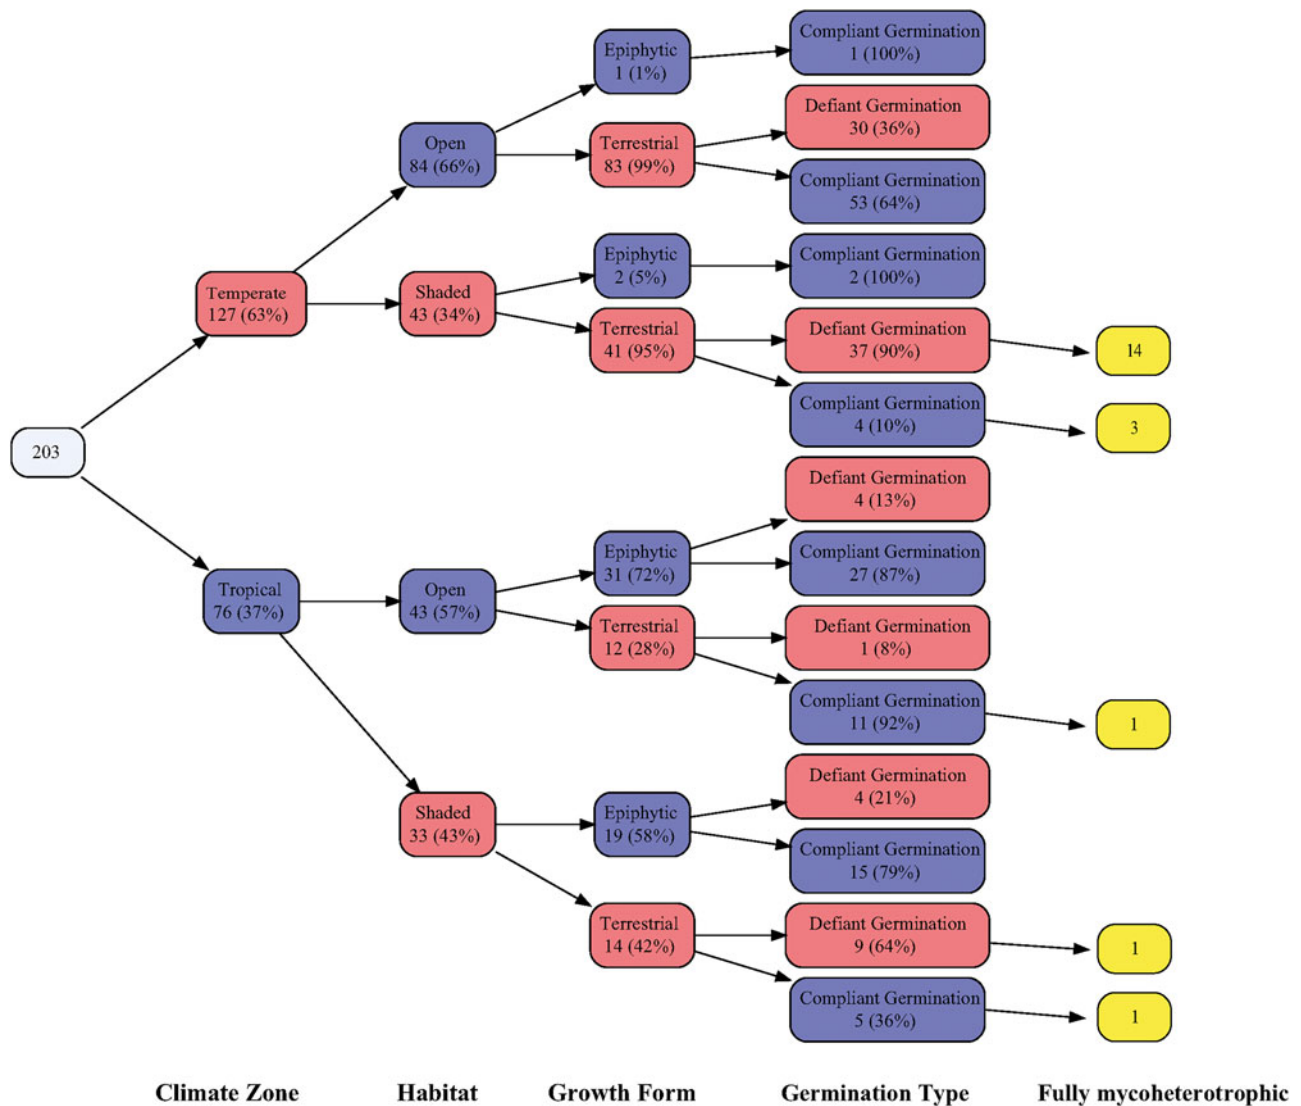 203
Temperate
127 (63%)
Tropical
76 (37%)
Open
84 (66%)
Shaded
43 (34%)
Open
43 (57%)
Shaded
33 (43%)
Epiphytic
1 (1%)
Terrestrial
83 (99%)
Epiphytic
2 (5%)
Terrestrial
41 (95%)
Epiphytic
31 (72%)
Terrestrial
12 (28%)
Epiphytic
19 (58%)
Terrestrial
14 (42%)
Compliant Germination
1 (100%)
Defiant Germination
30 (36%)
Compliant Germination
53 (64%)
Compliant Germination
2 (100%)
Defiant Germination
37 (90%)
Compliant Germination
4 (10%)
Defiant Germination
4 (13%)
Compliant Germination
27 (87%)
Defiant Germination
1 (8%)
Compliant Germination
11 (92%)
Defiant Germination
4 (21%)
Compliant Germination
15 (79%)
Defiant Germination
9 (64%)
Compliant Germination
5 (36%)
14
3
1
1
1
Climate Zone
Habitat
Growth Form
Germination Type
Fully mycoheterotrophic